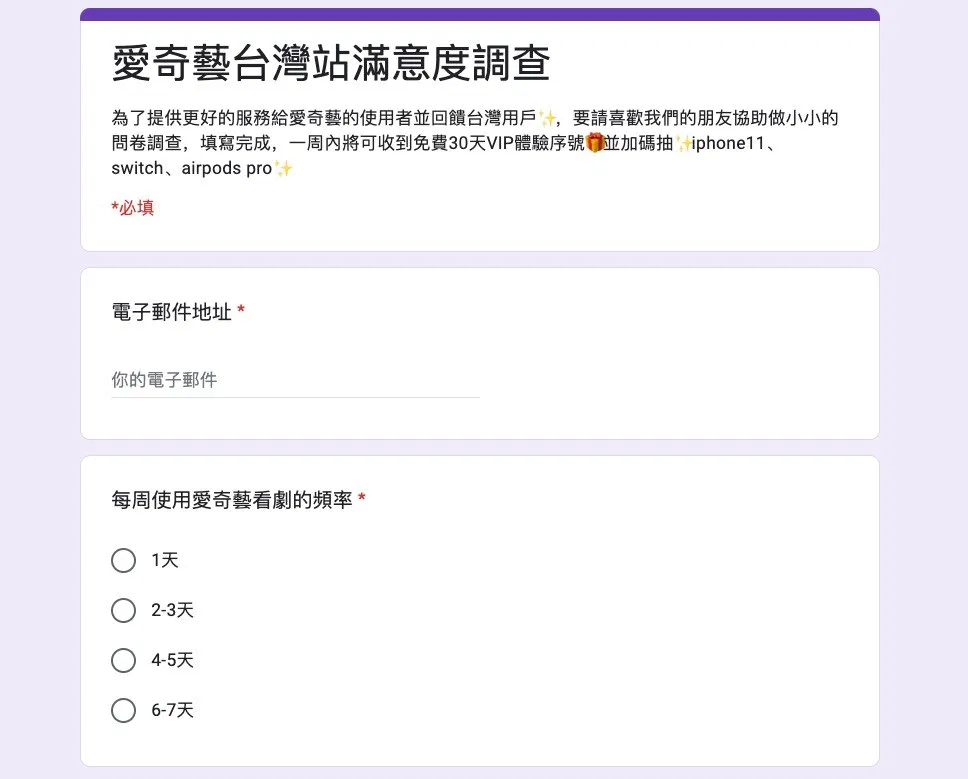 愛奇藝台灣站滿意度調查
為了提供更好的服務給愛奇藝的使用者並回饋台灣用戶✨，要請喜歡我們的朋友協助做小小的
問卷調查，填寫完成，一周內將可收到免費30天VIP體驗序號🎁並加碼抽✨iphone11、
switch、airpods pro✨
*必填
電子郵件地址 *
你的電子郵件
每周使用愛奇藝看劇的頻率 *
1天
2-3天
4-5天
6-7天